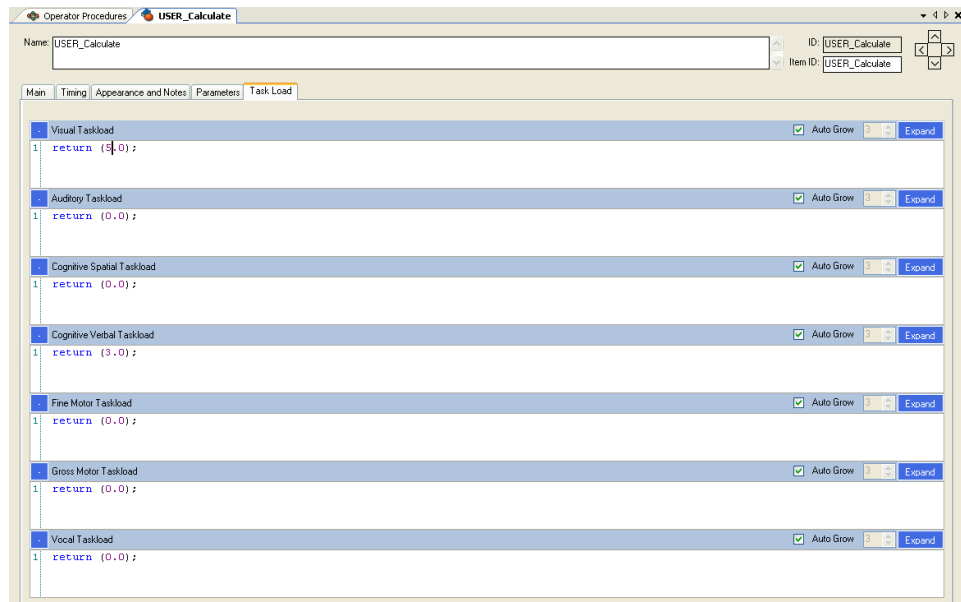 Operator Procedures USER_Calculate
Name: USER_Calculate ID: USER_Calculate
Item ID: USER_Calculate
Main Timing Appearance and Notes Parameters Task Load
- Visual Taskload Auto Grow 3 Expand
1 return (5.0);
- Auditory Taskload Auto Grow 3 Expand
1 return (0.0);
- Cognitive Spatial Taskload Auto Grow 3 Expand
1 return (0.0);
- Cognitive Verbal Taskload Auto Grow 3 Expand
1 return (3.0);
- Fine Motor Taskload Auto Grow 3 Expand
1 return (0.0);
- Gross Motor Taskload Auto Grow 3 Expand
1 return (0.0);
- Vocal Taskload Auto Grow 3 Expand
1 return (0.0);